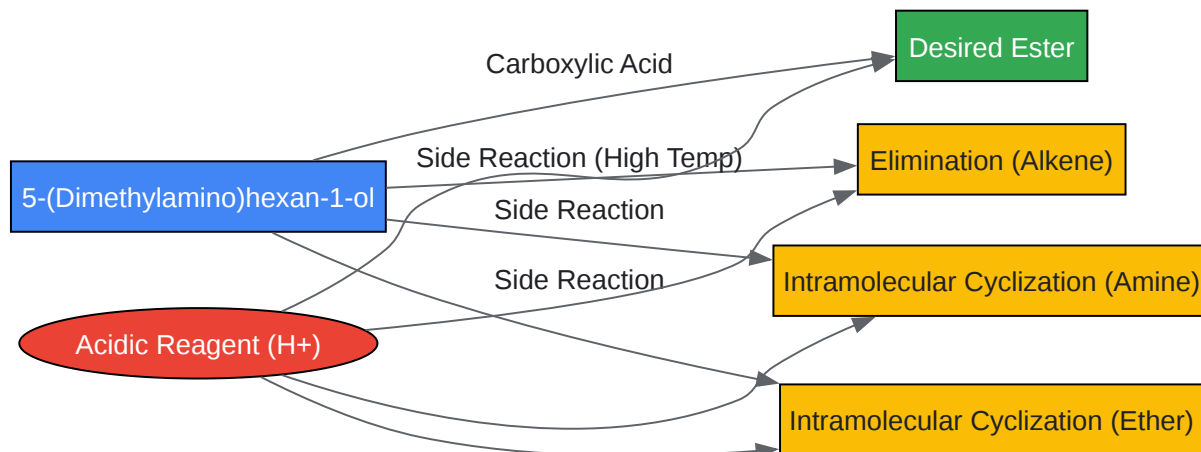 Desired Ester
Carboxylic Acid
Side Reaction (High Temp)
Elimination (Alkene)
5-(Dimethylamino)hexan-1-ol
Side Reaction
Side Reaction
Intramolecular Cyclization (Amine)
Acidic Reagent (H+)
Intramolecular Cyclization (Ether)